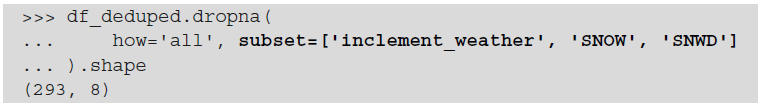 >>> df_deduped.dropna(
...     how='all', subset=['inclement_weather', 'SNOW', 'SNWD']
... ).shape
(293, 8)